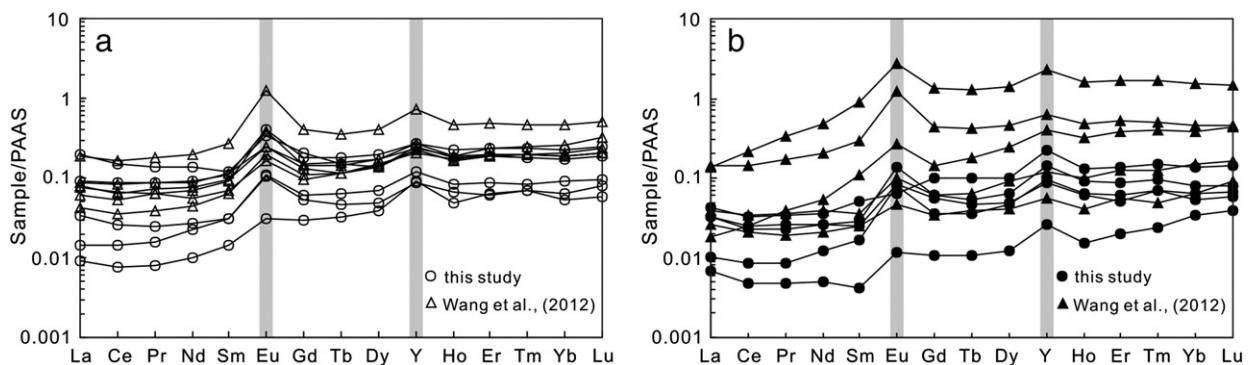 a
Sample/PAAS
10
1
0.1
0.01
0.001
La Ce Pr Nd Sm Eu Gd Tb Dy Y Ho Er Tm Yb Lu
this study
Wang et al., (2012)
b
Sample/PAAS
10
1
0.1
0.01
0.001
La Ce Pr Nd Sm Eu Gd Tb Dy Y Ho Er Tm Yb Lu
this study
Wang et al., (2012)